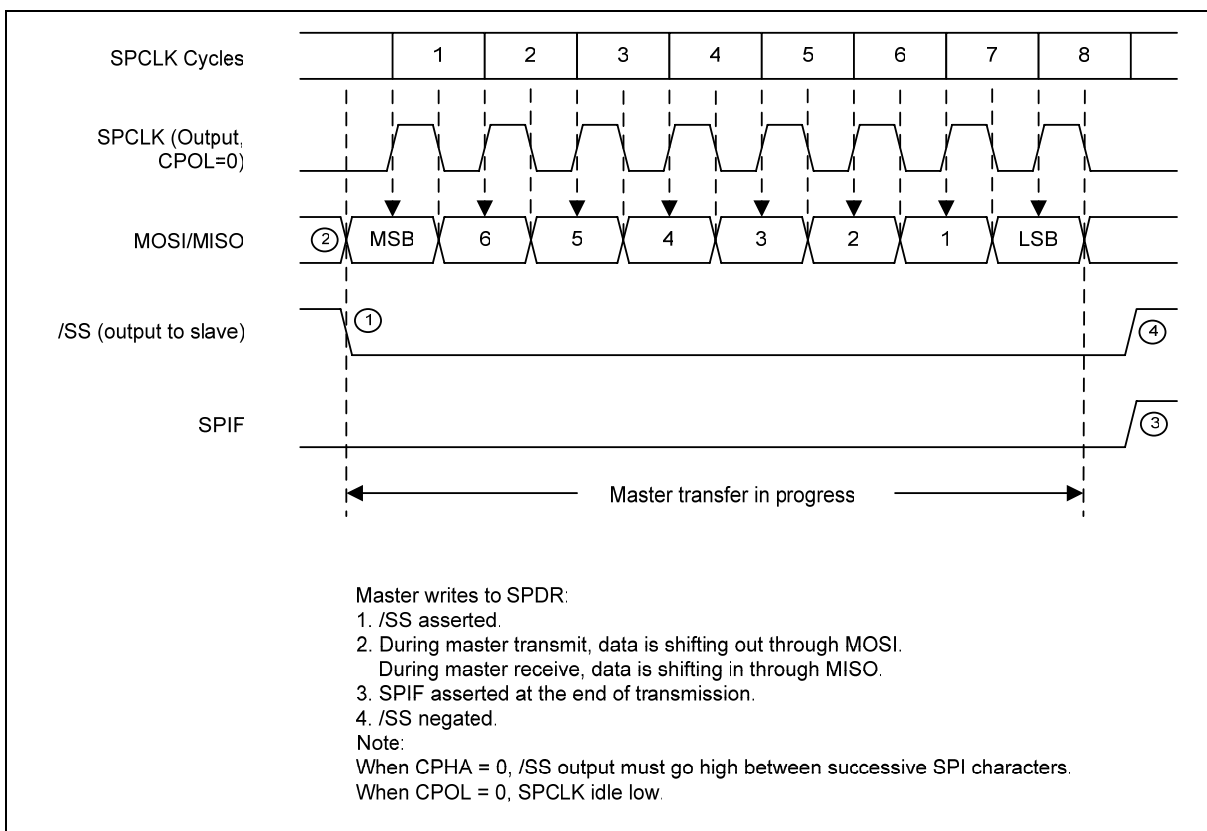 SPCLK Cycles 1 2 3 4 5 6 7 8
SPCLK (Output,
CPOL=0)
MOSI/MISO 2 MSB 6 5 4 3 2 1 LSB
/SS (output to slave) 1 4
SPIF 3
Master transfer in progress
Master writes to SPDR:
1. /SS asserted.
2. During master transmit, data is shifting out through MOSI.
During master receive, data is shifting in through MISO.
3. SPIF asserted at the end of transmission.
4. /SS negated.
Note:
When CPHA = 0, /SS output must go high between successive SPI characters.
When CPOL = 0, SPCLK idle low.